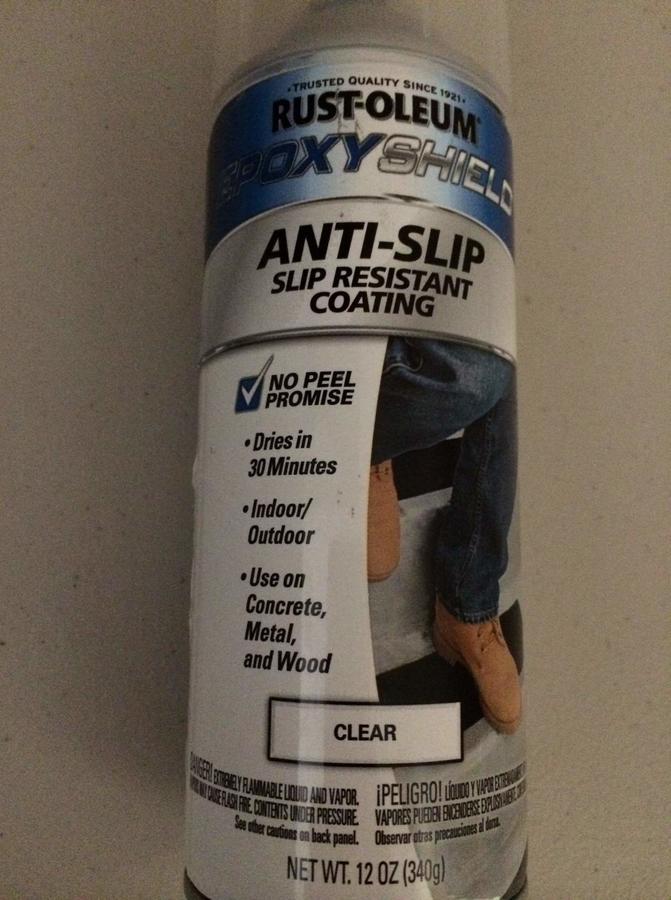 •TRUSTED QUALITY SINCE 1921•
RUST-OLEUM®
EPOXYSHIELD
ANTI-SLIP
SLIP RESISTANT
COATING
NO PEEL
PROMISE
•Dries in
30 Minutes
•Indoor/
Outdoor
•Use on
Concrete,
Metal,
and Wood
CLEAR
DANGER! EXTREMELY FLAMMABLE LIQUID AND VAPOR.
MAY CAUSE FLASH FIRE. CONTENTS UNDER PRESSURE.
See other cautions on back panel.
¡PELIGRO! LÍQUIDO Y VAPOR
VAPORES PUEDEN ENCENDERSE
Observar otras precauciones al dorso.
NET WT. 12 OZ (340g)